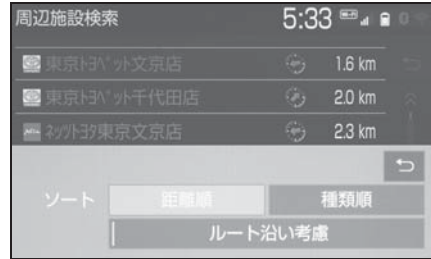 周辺施設検索 5:33
東京トヨペット文京店 1.6 km
東京トヨペット千代田店 2.0 km
ネッツトヨタ東京文京店 2.3 km
ソート 距離順 種類順
ルート沿い考慮